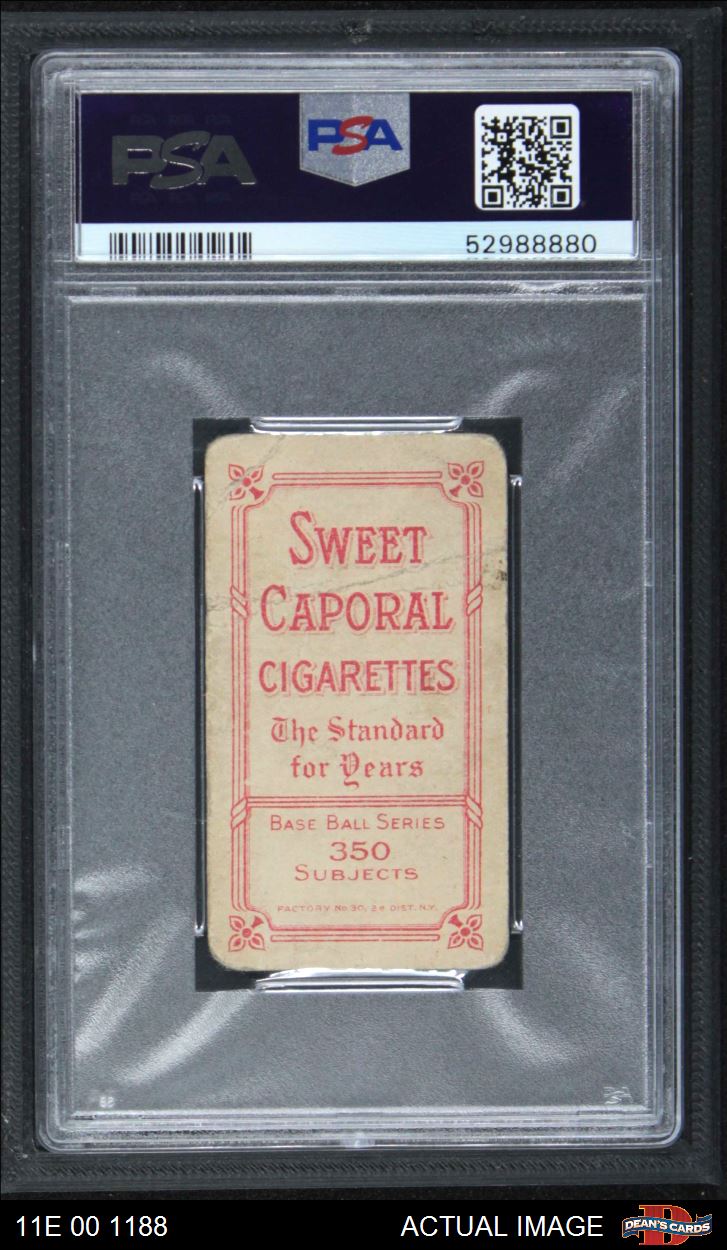 PSA
PSA
52988880
SWEET
CAPORAL
CIGARETTES
The Standard
for Years
BASE BALL SERIES
350
SUBJECTS
FACTORY No 30, 2d DIST. N.Y.
11E 00 1188
ACTUAL IMAGE
DEAN'S CARDS